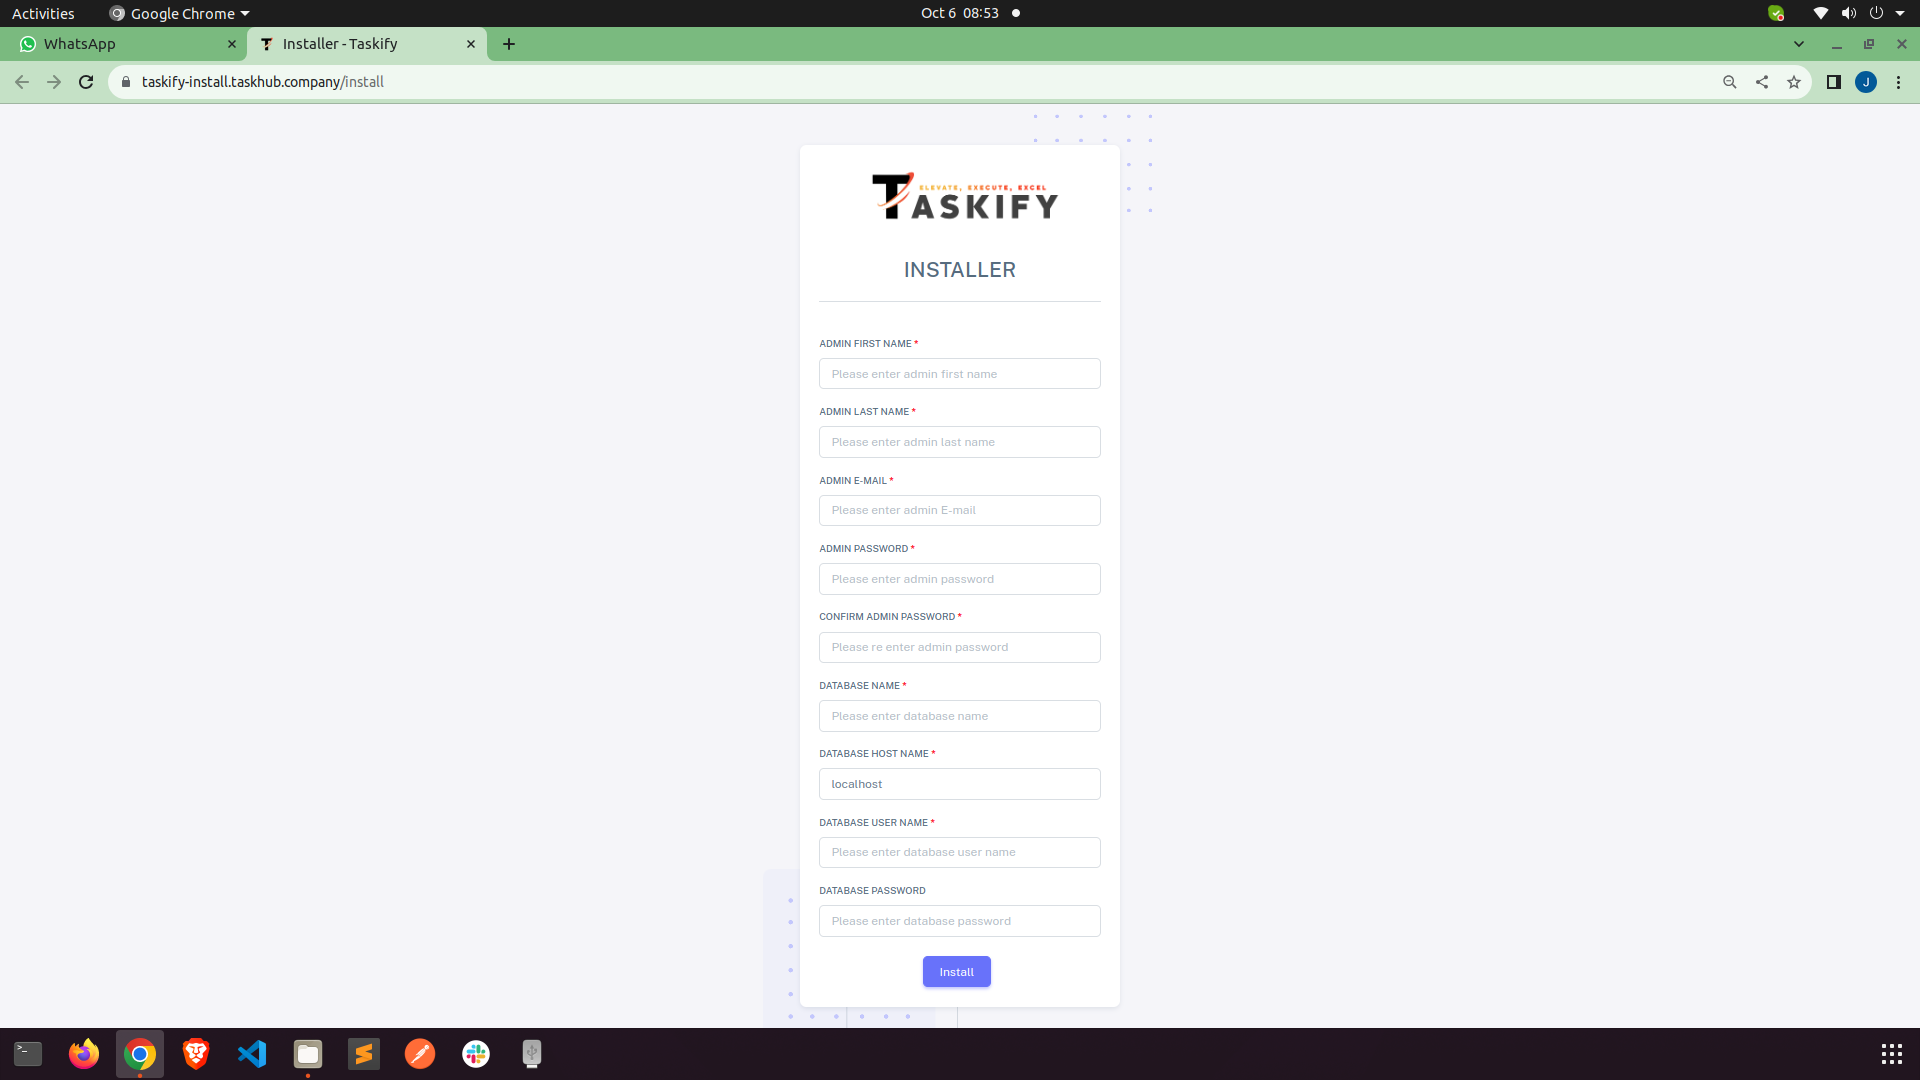 Activities
Google Chrome
Oct 6 08:53
WhatsApp
Installer - Taskify
taskify-install.taskhub.company/install
J
ELEVATE, EXECUTE, EXCEL
TASKIFY
INSTALLER
ADMIN FIRST NAME *
Please enter admin first name
ADMIN LAST NAME *
Please enter admin last name
ADMIN E-MAIL *
Please enter admin E-mail
ADMIN PASSWORD *
Please enter admin password
CONFIRM ADMIN PASSWORD *
Please re enter admin password
DATABASE NAME *
Please enter database name
DATABASE HOST NAME *
localhost
DATABASE USER NAME *
Please enter database user name
DATABASE PASSWORD
Please enter database password
Install